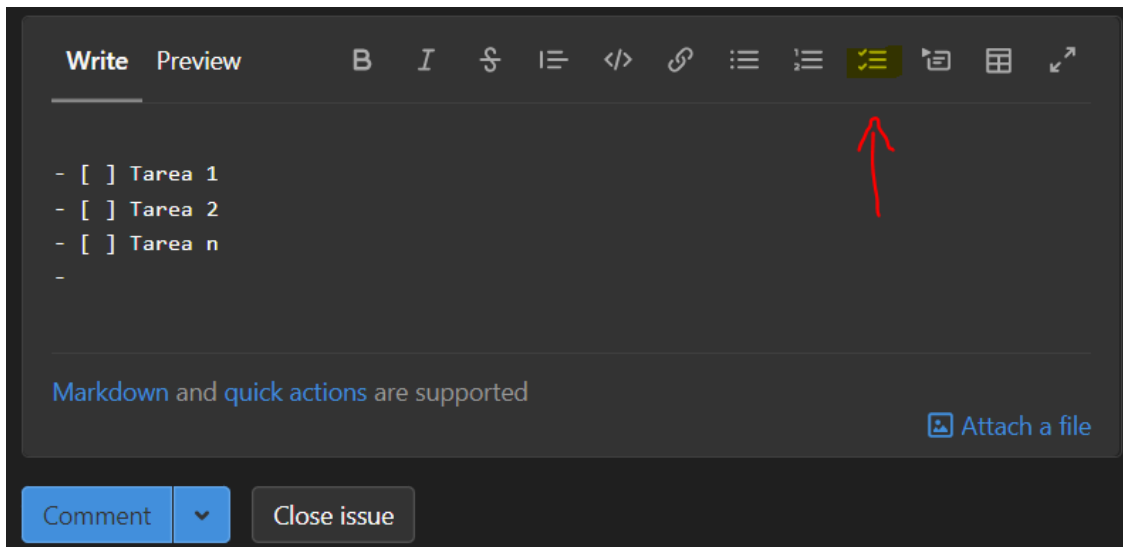 Write Preview
- [ ] Tarea 1
- [ ] Tarea 2
- [ ] Tarea n
-
Markdown and quick actions are supported
Attach a file
Comment Close issue